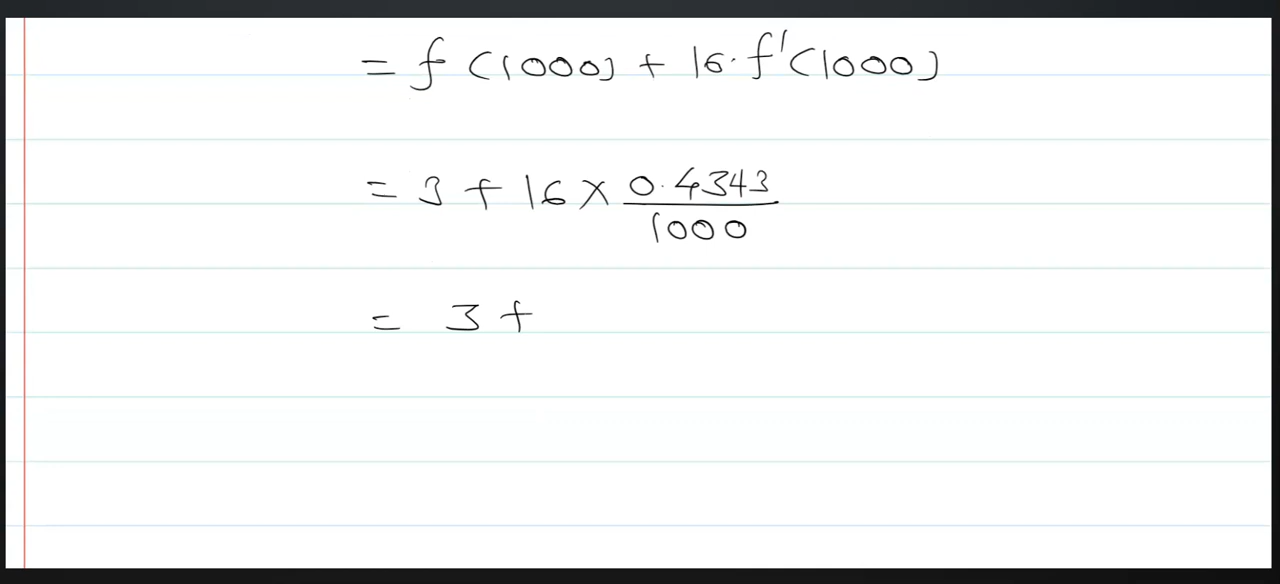 = f(1000) + 16·f'(1000)
= 3 + 16 × 0.4343/1000
= 3 +